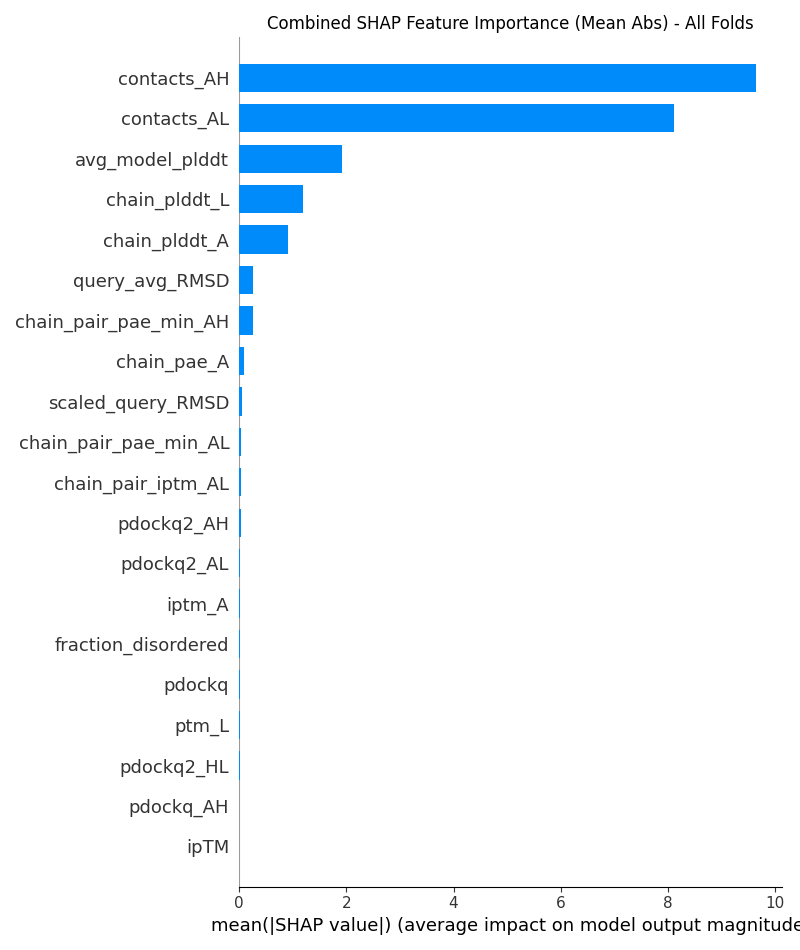 Combined SHAP Feature Importance (Mean Abs) - All Folds
contacts_AH
contacts_AL
avg_model_plddt
chain_plddt_L
chain_plddt_A
query_avg_RMSD
chain_pair_pae_min_AH
chain_pae_A
scaled_query_RMSD
chain_pair_pae_min_AL
chain_pair_iptm_AL
pdockq2_AH
pdockq2_AL
iptm_A
fraction_disordered
pdockq
ptm_L
pdockq2_HL
pdockq_AH
ipTM
0 2 4 6 8 10
mean(|SHAP value|) (average impact on model output magnitude